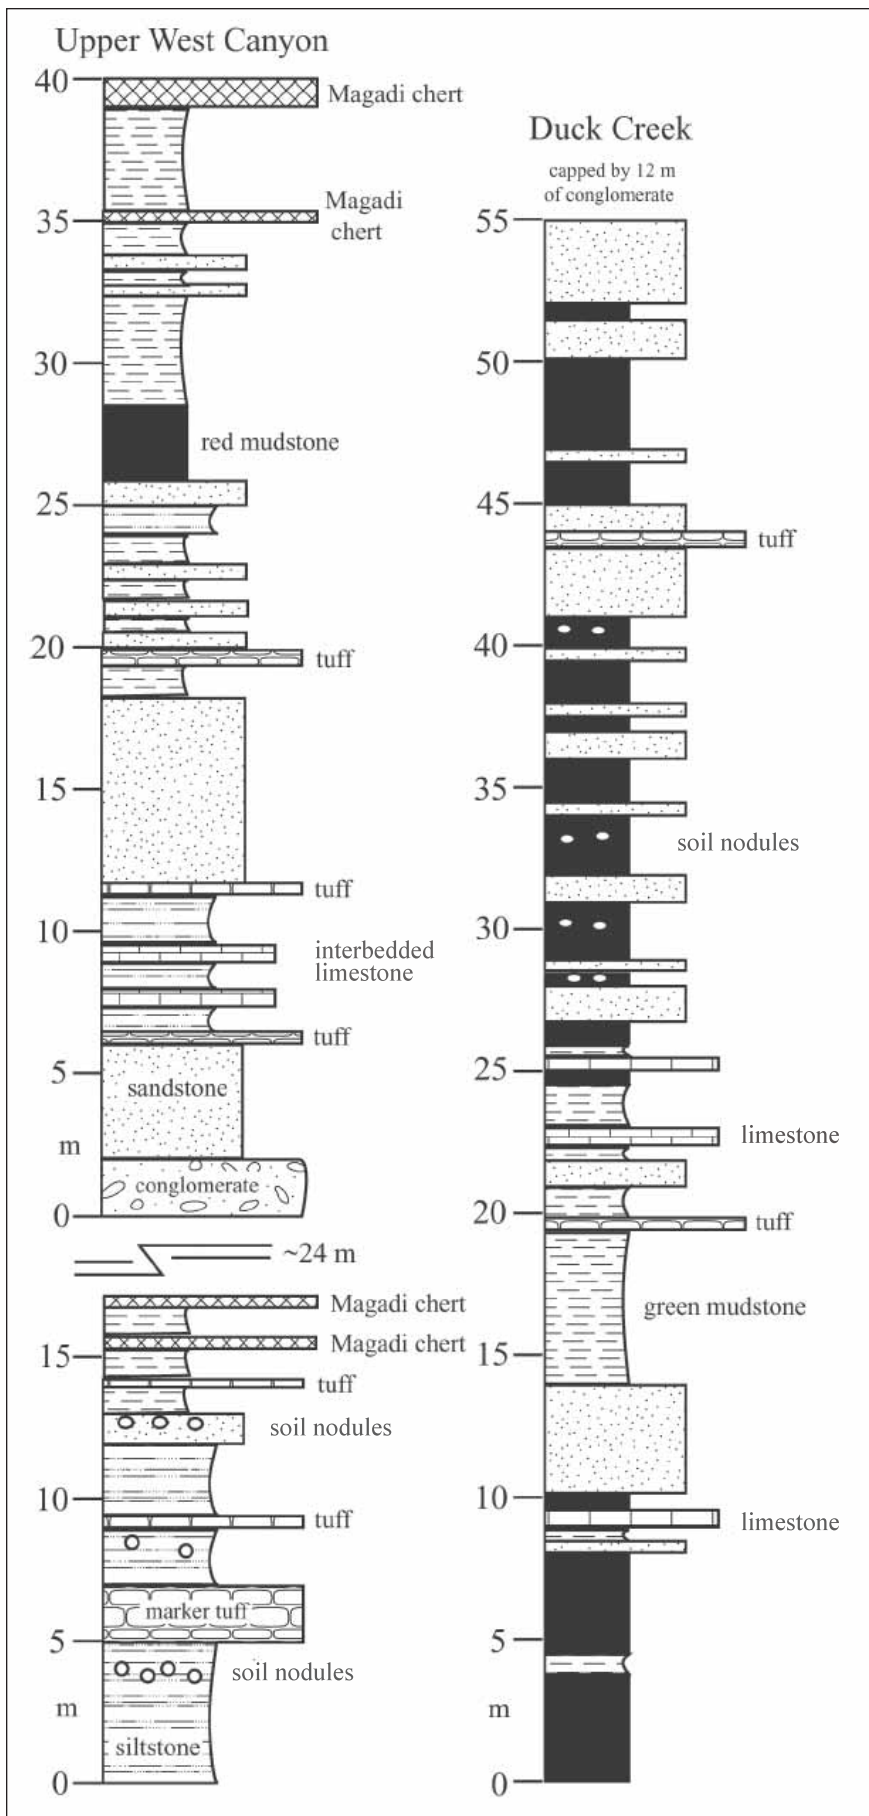 Upper West Canyon
40
Magadi chert
Magadi
chert
35
30
red mudstone
25
20
tuff
15
tuff
10
interbedded
limestone
tuff
5
sandstone
m
conglomerate
0
~24 m
Magadi chert
Magadi chert
15
tuff
soil nodules
10
tuff
marker tuff
5
soil nodules
m
siltstone
0
Duck Creek
capped by 12 m
of conglomerate
55
50
45
tuff
40
35
soil nodules
30
25
limestone
20
tuff
green mudstone
15
10
limestone
5
m
0